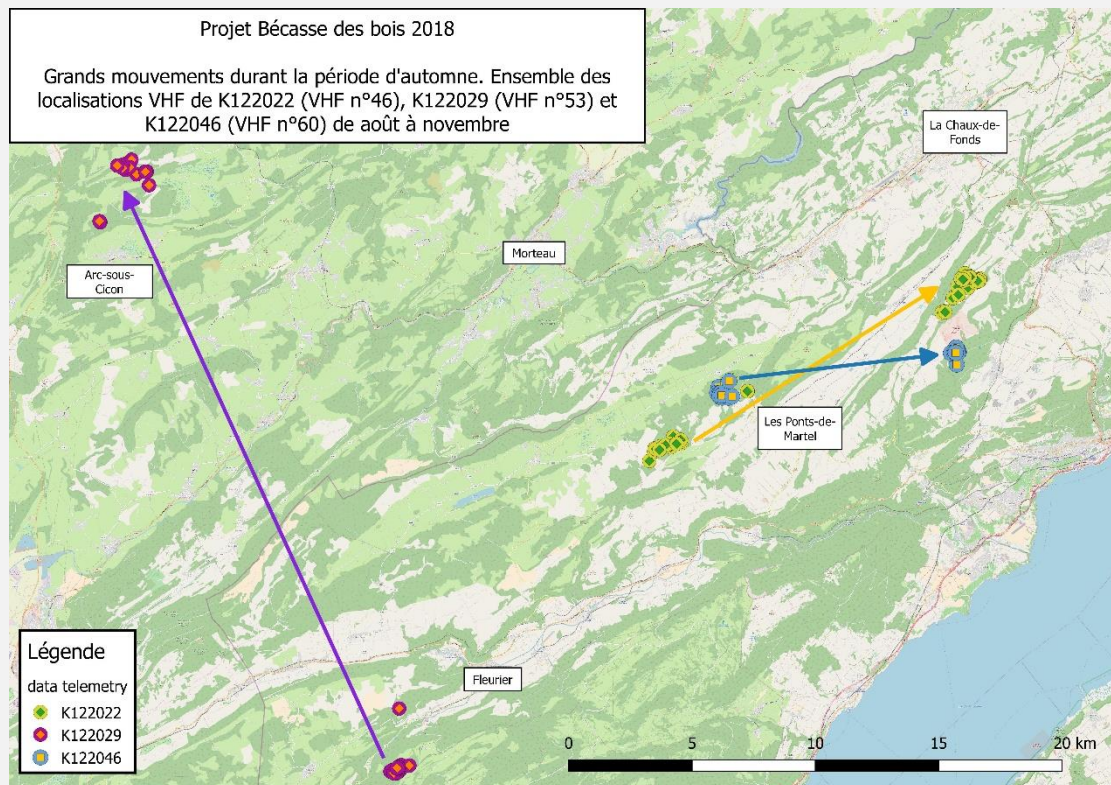 Projet Bécasse des bois 2018
Grands mouvements durant la période d'automne. Ensemble des
localisations VHF de K122022 (VHF n°46), K122029 (VHF n°53) et
K122046 (VHF n°60) de août à novembre
La Chaux-de-
Fonds
Morteau
Arc-sous-
Cicon
Les Ponts-de-
Martel
Fleurier
Légende
data telemetry
K122022
K122029
K122046
0 5 10 15 20 km